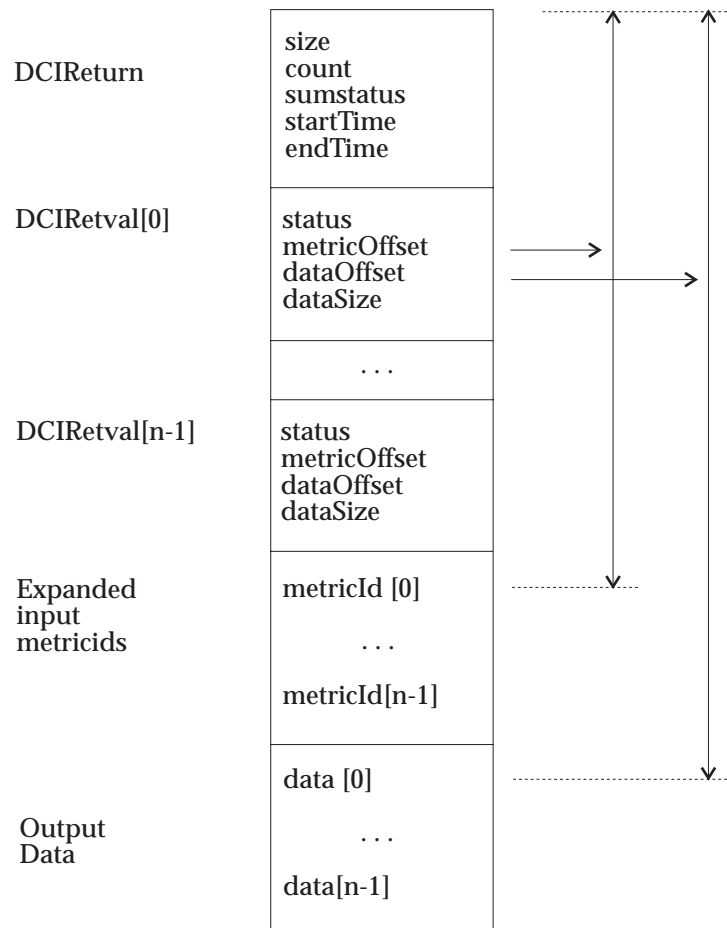 DCIReturn
size
count
sumstatus
startTime
endTime
DCIRetval[0]
status
metricOffset
dataOffset
dataSize
. . .
DCIRetval[n-1]
status
metricOffset
dataOffset
dataSize
Expanded
input
metricids
metricId [0]
. . .
metricId[n-1]
Output
Data
data [0]
. . .
data[n-1]